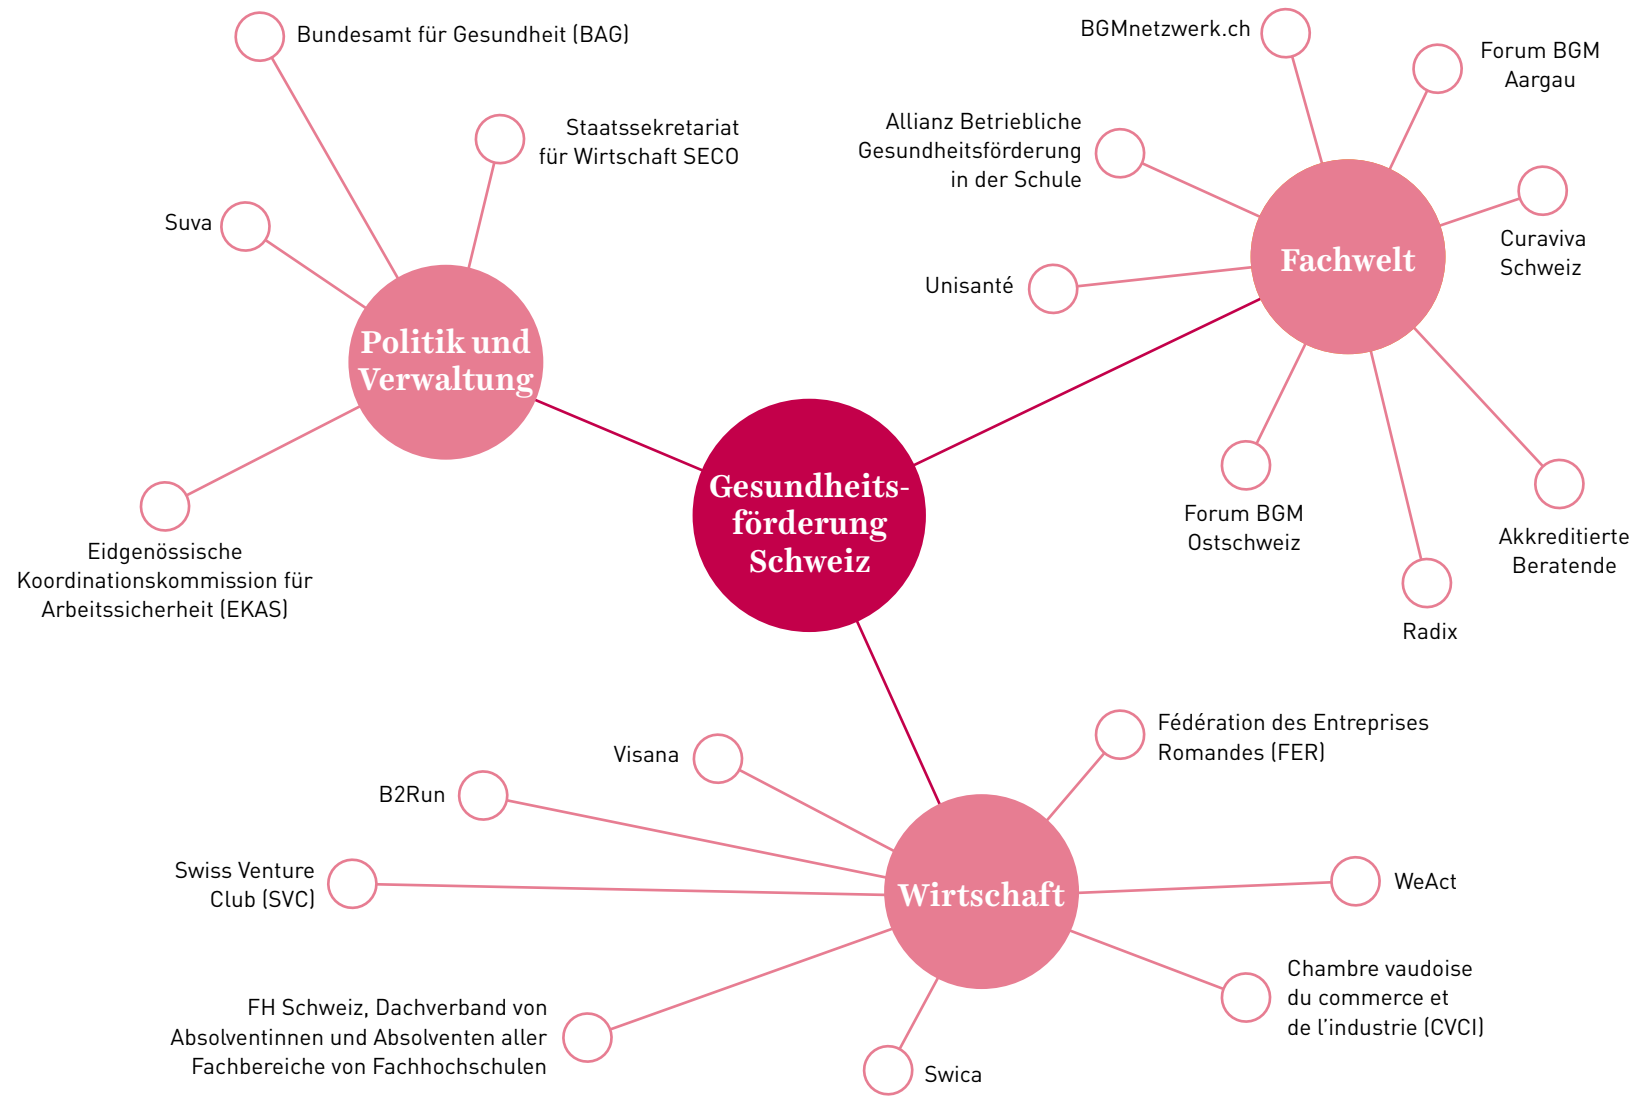 Bundesamt für Gesundheit (BAG)
Staatssekretariat
für Wirtschaft SECO
Suva
Politik und
Verwaltung
Eidgenössische
Koordinationskommission für
Arbeitssicherheit (EKAS)
BGMnetzwerk.ch
Forum BGM
Aargau
Allianz Betriebliche
Gesundheitsförderung
in der Schule
Curaviva
Schweiz
Fachwelt
Unisanté
Forum BGM
Ostschweiz
Akkreditierte
Beratende
Radix
Gesundheits-
förderung
Schweiz
Visana
B2Run
Swiss Venture
Club (SVC)
Fédération des Entreprises
Romandes (FER)
Wirtschaft
WeAct
Chambre vaudoise
du commerce et
de l'industrie (CVCI)
FH Schweiz, Dachverband von
Absolventinnen und Absolventen aller
Fachbereiche von Fachhochschulen
Swica